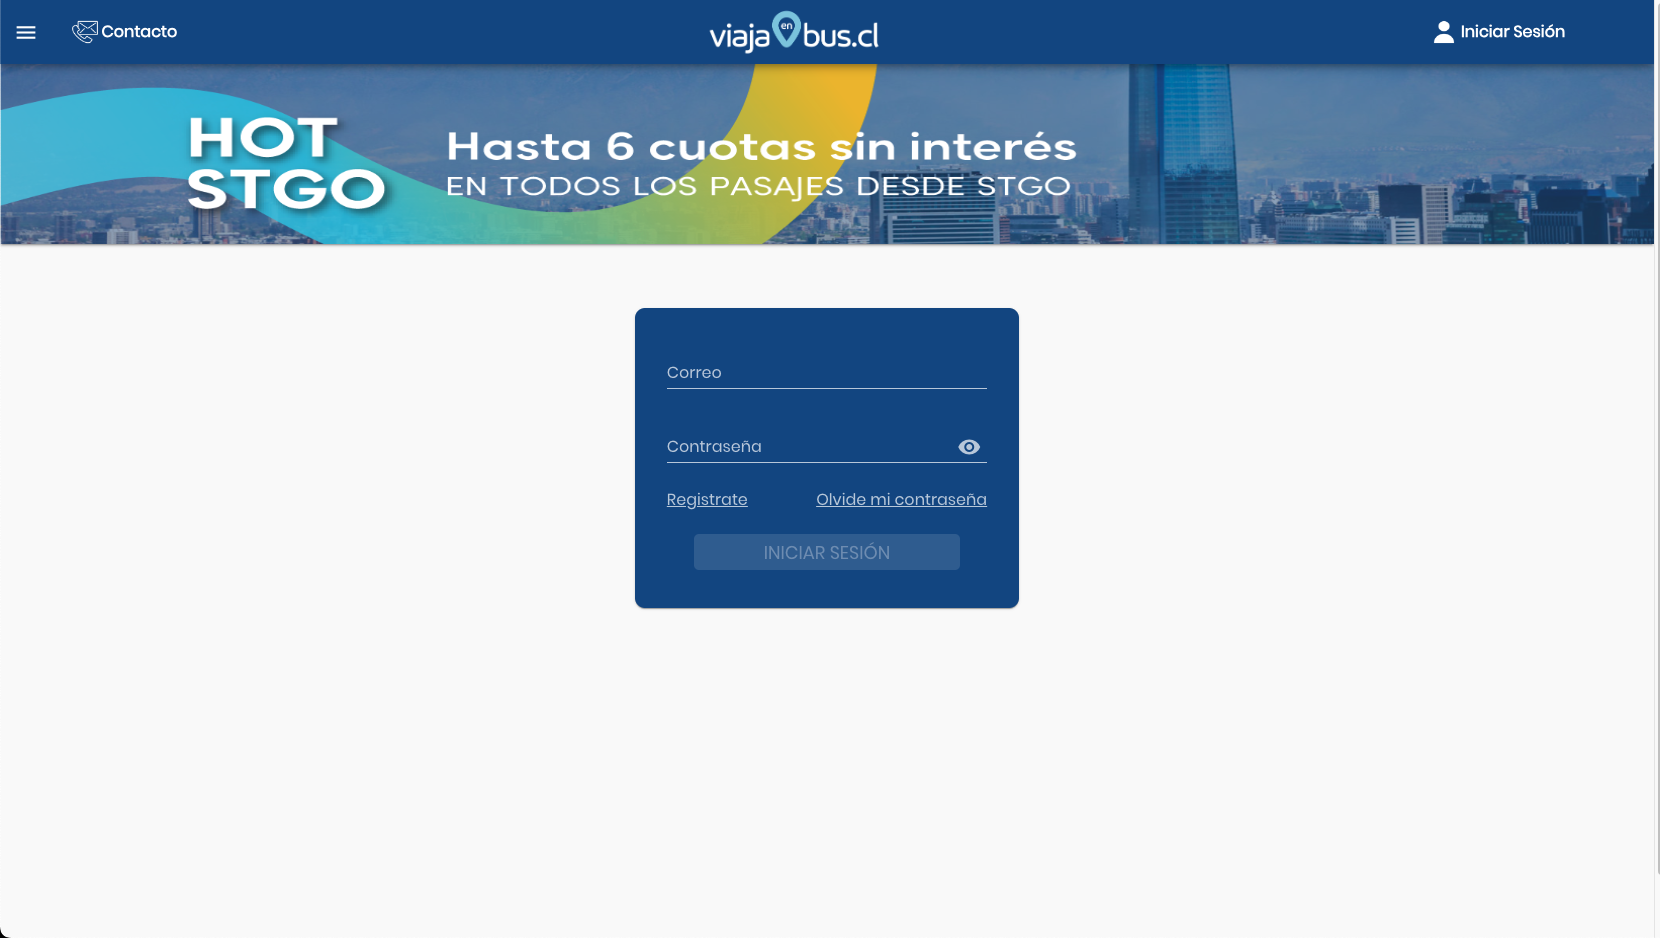 Contacto
viaja en bus.cl
Iniciar Sesión
HOT
STGO
Hasta 6 cuotas sin interés
EN TODOS LOS PASAJES DESDE STGO
Correo
Contraseña
Registrate
Olvide mi contraseña
INICIAR SESIÓN